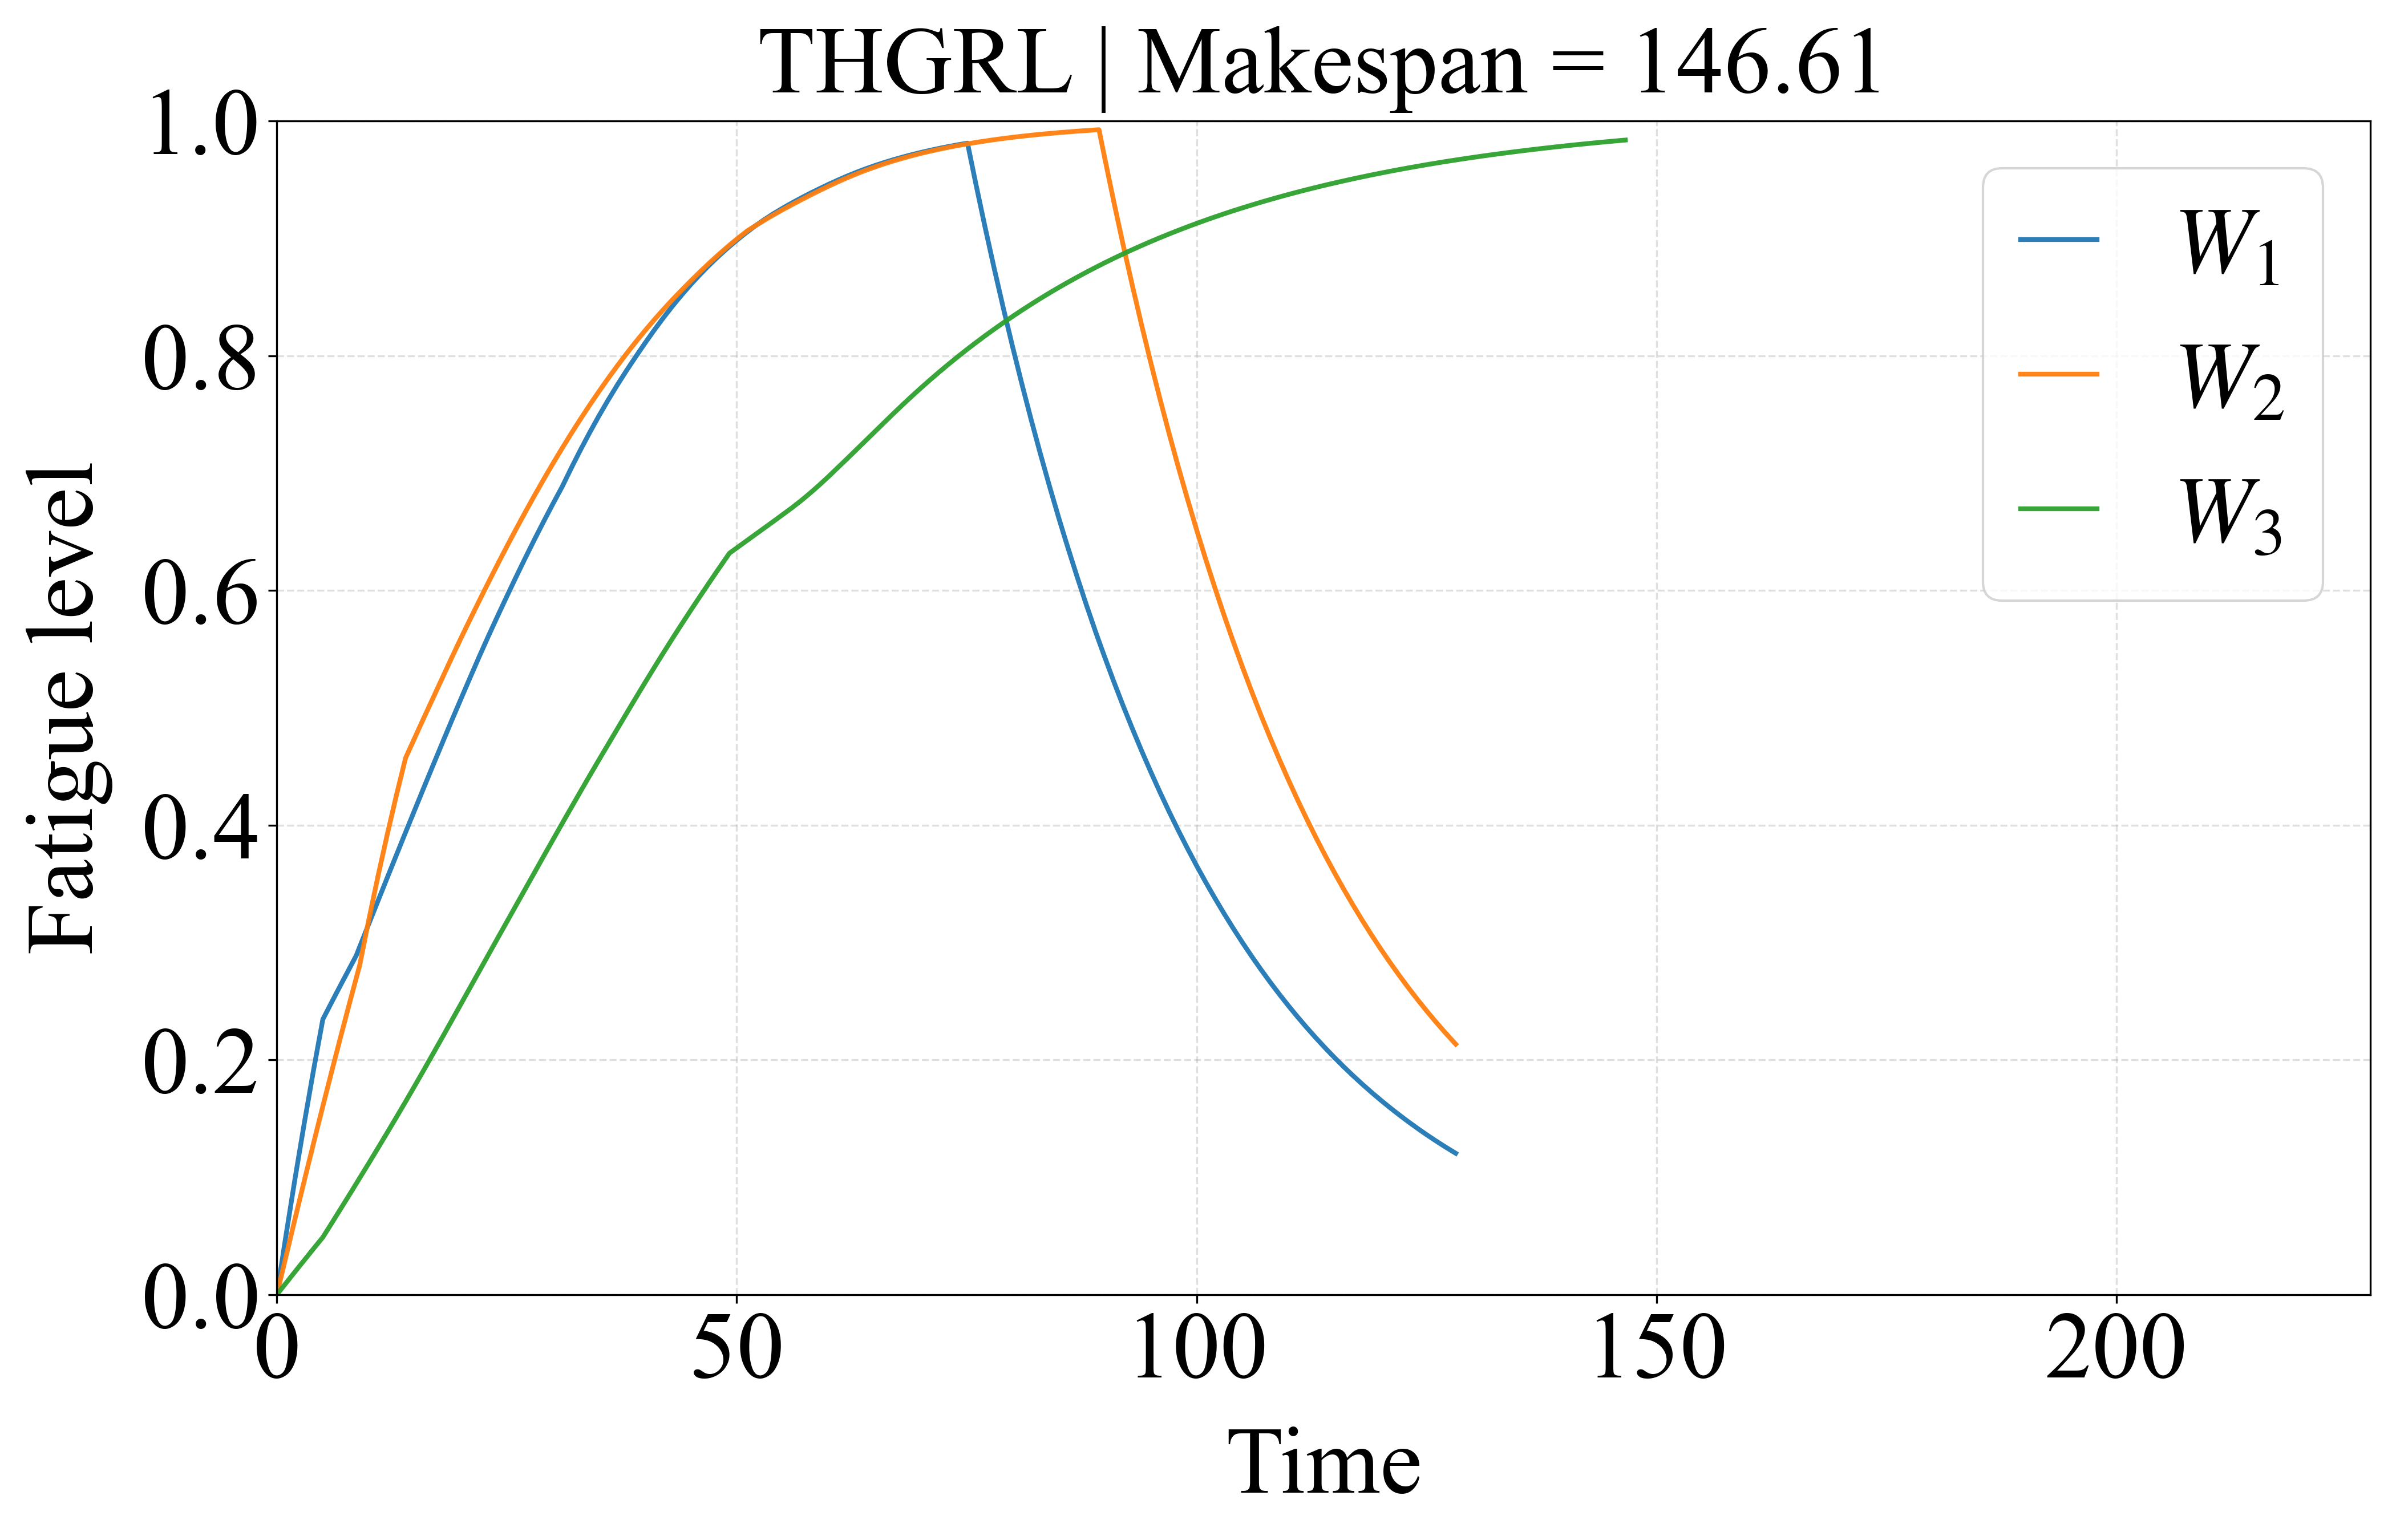 THGRL | Makespan = 146.61
Fatigue level
1.0
0.8
0.6
0.4
0.2
0.0
0 50 100 150 200
Time
W₁
W₂
W₃